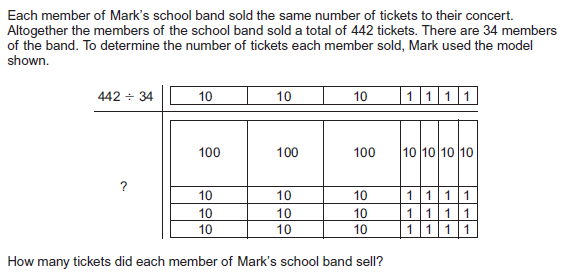 Each member of Mark's school band sold the same number of tickets to their concert.
Altogether the members of the school band sold a total of 442 tickets. There are 34 members
of the band. To determine the number of tickets each member sold, Mark used the model
shown.
442 ÷ 34 10 10 10 1 1 1 1
100 100 100 10 10 10 10
?
10 10 10 1 1 1 1
10 10 10 1 1 1 1
10 10 10 1 1 1 1
How many tickets did each member of Mark's school band sell?